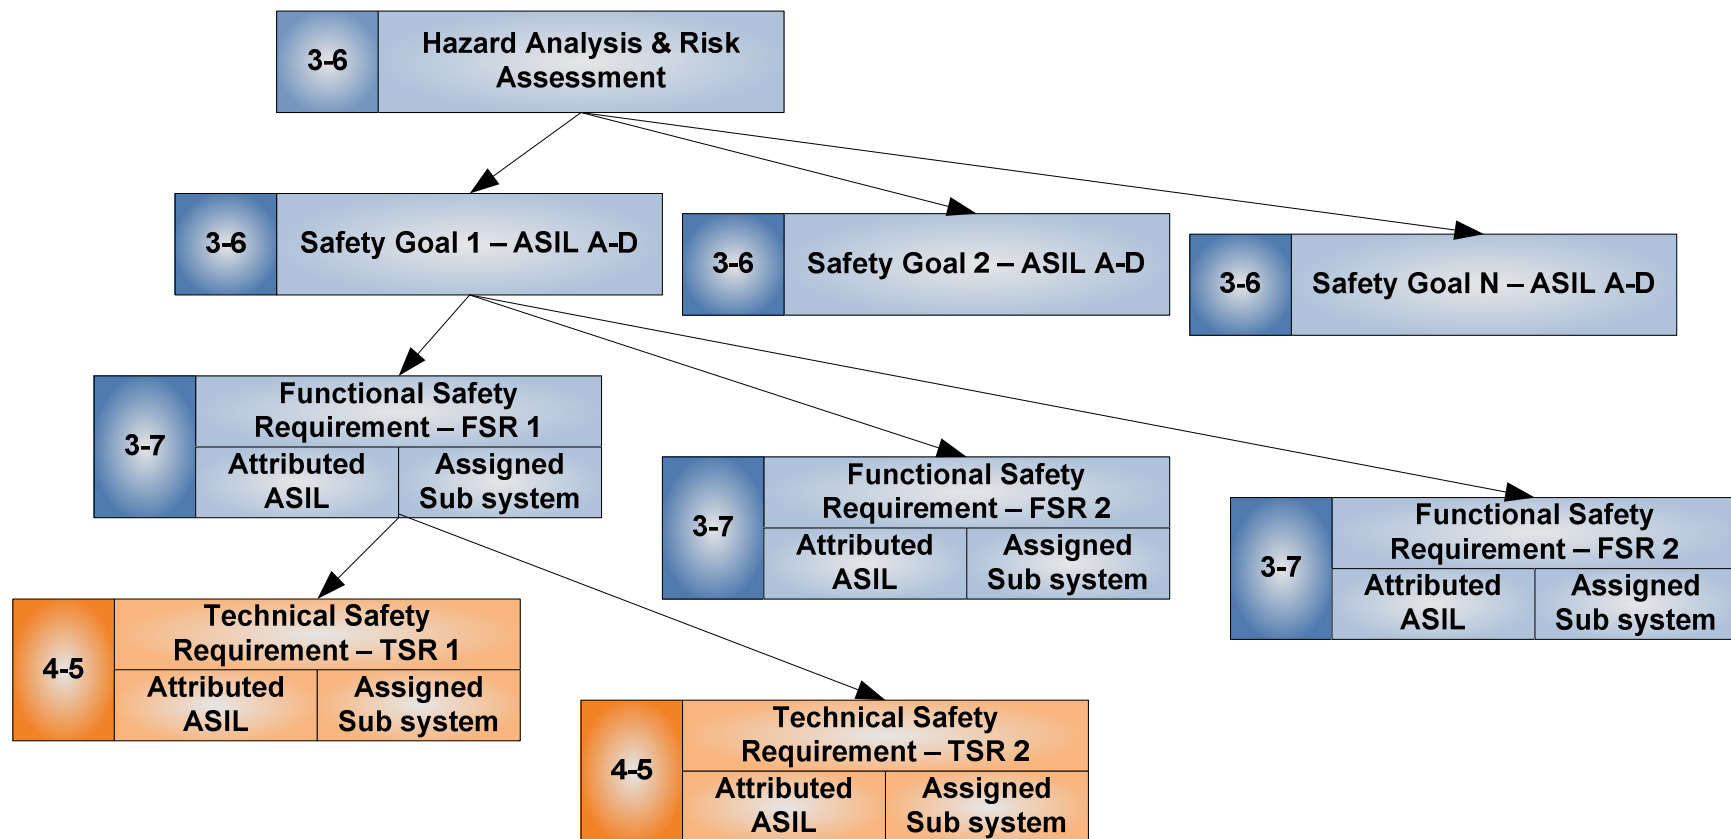 3-6
Hazard Analysis & Risk
Assessment
3-6
Safety Goal 1 – ASIL A-D
3-6
Safety Goal 2 – ASIL A-D
3-6
Safety Goal N – ASIL A-D
3-7
Functional Safety
Requirement – FSR 1
Attributed
ASIL
Assigned
Sub system
3-7
Functional Safety
Requirement – FSR 2
Attributed
ASIL
Assigned
Sub system
3-7
Functional Safety
Requirement – FSR 2
Attributed
ASIL
Assigned
Sub system
4-5
Technical Safety
Requirement – TSR 1
Attributed
ASIL
Assigned
Sub system
4-5
Technical Safety
Requirement – TSR 2
Attributed
ASIL
Assigned
Sub system